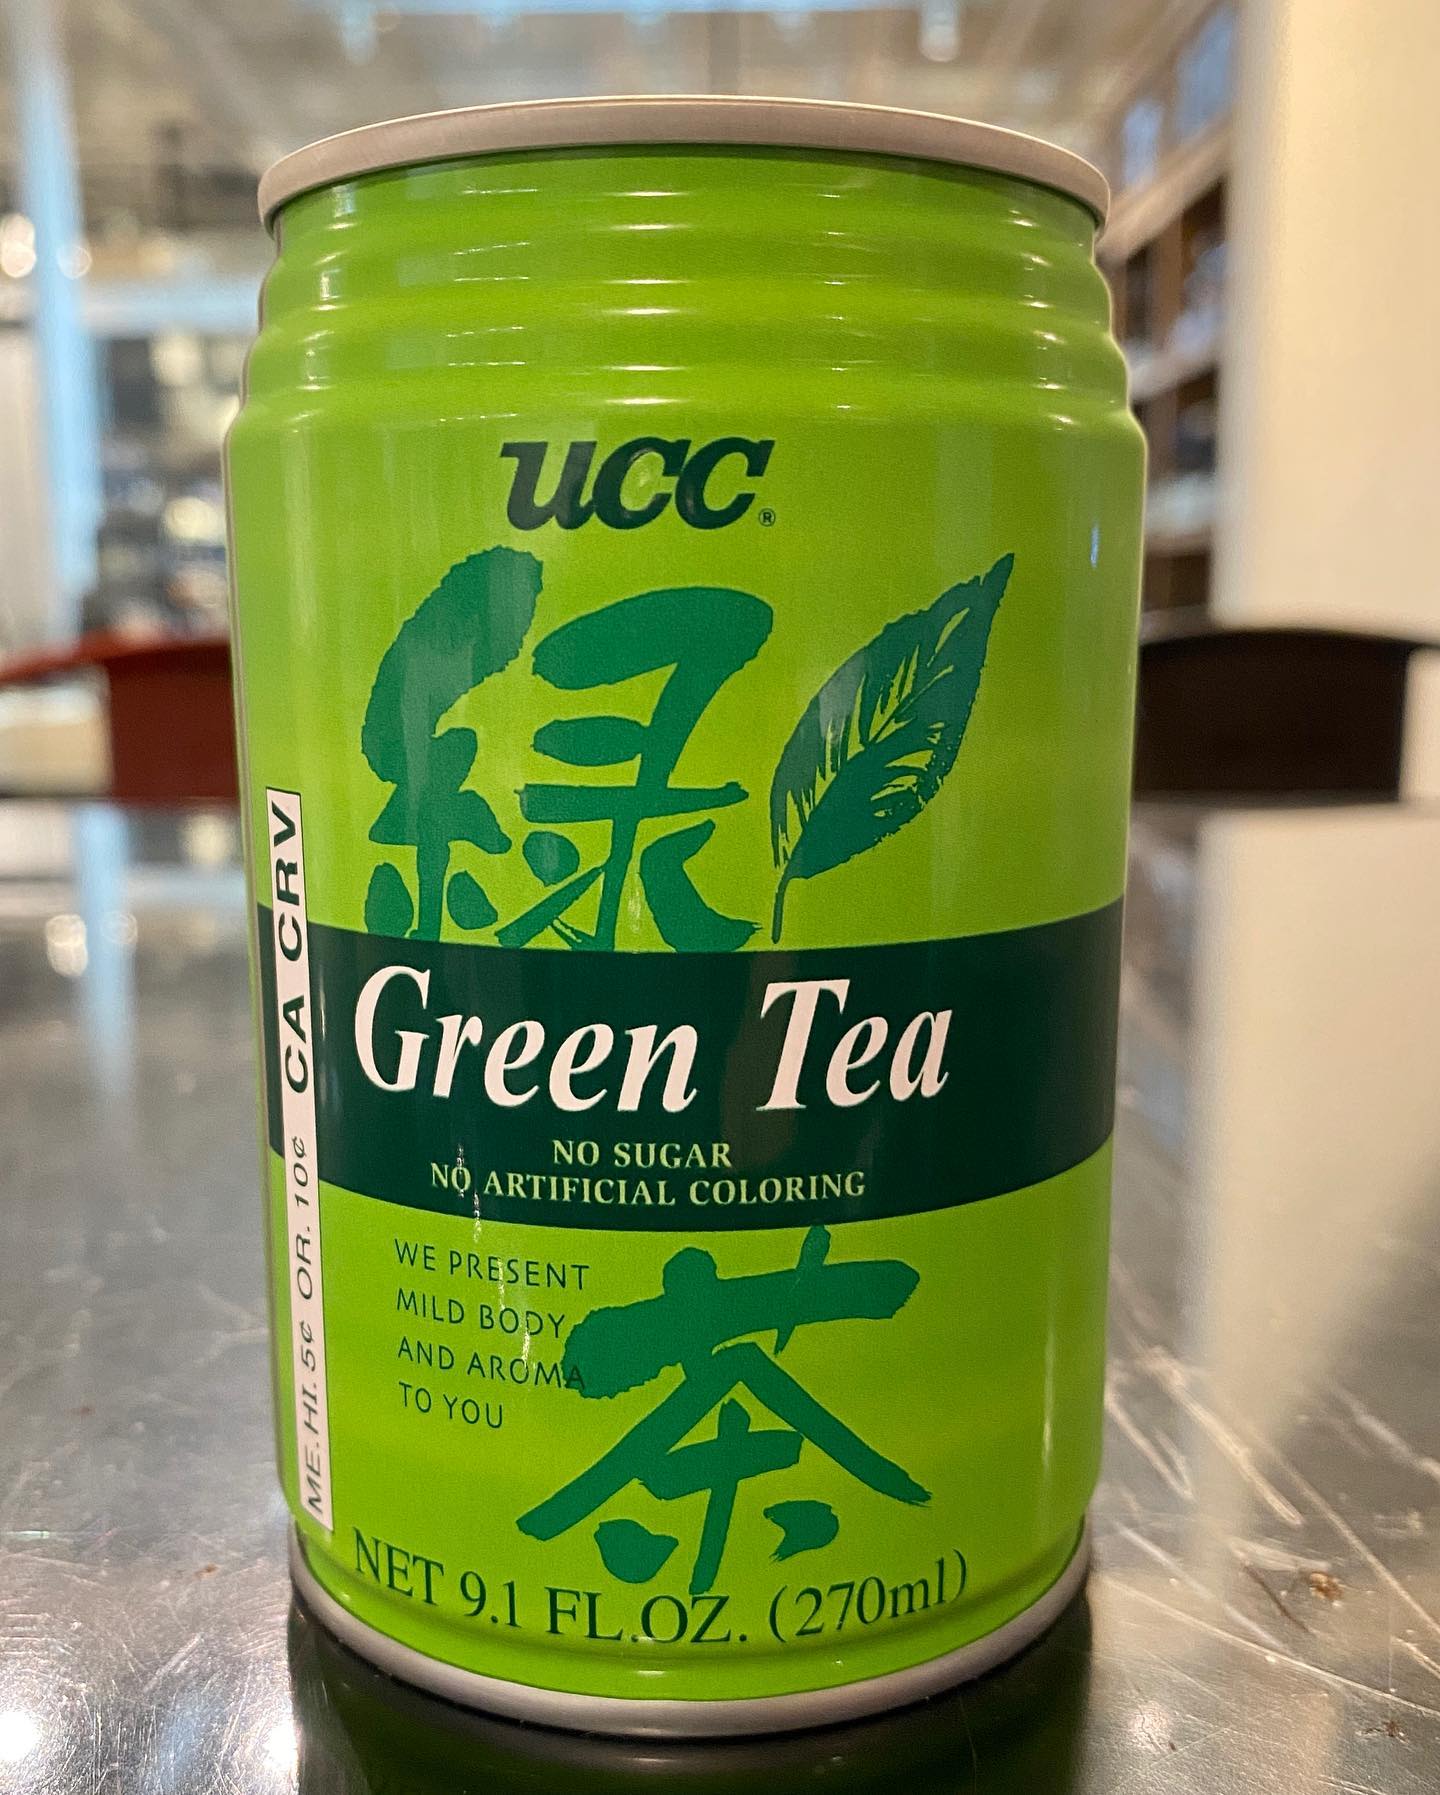 ucc®
緑
Green Tea
NO SUGAR
NO ARTIFICIAL COLORING
WE PRESENT
MILD BODY
AND AROMA
TO YOU
茶
NET 9.1 FL.OZ. (270ml)
ME. HI. 5¢ OR. 10¢ CA CRV